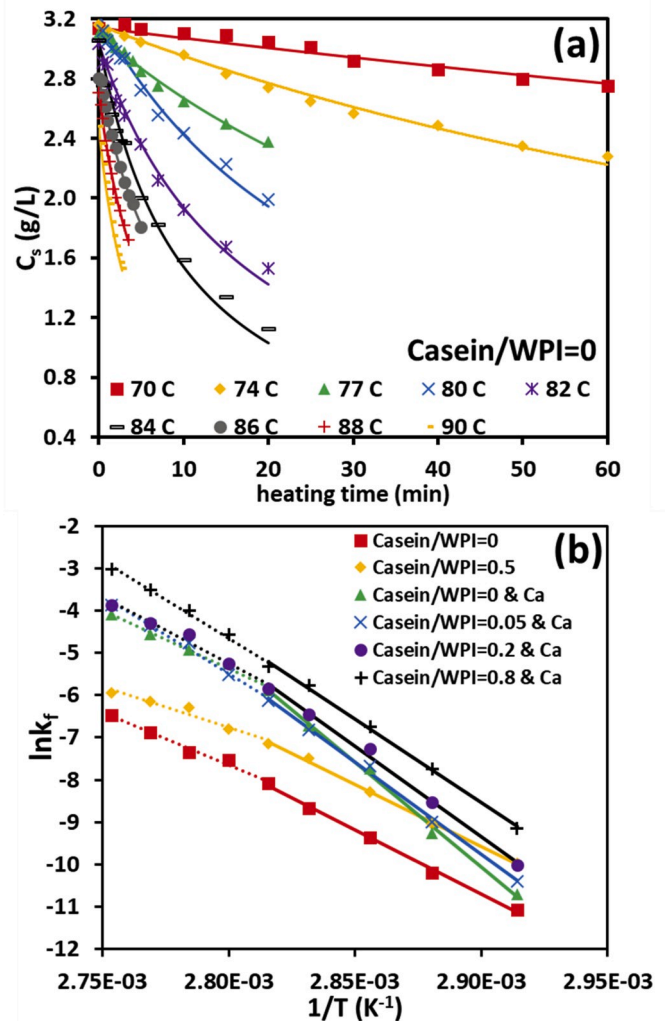 3.2
(a)
2.8
2.4
2.0
1.6
1.2
0.8
0.4
Cs (g/L)
Casein/WPI=0
70 C 74 C 77 C 80 C 82 C
84 C 86 C 88 C 90 C
0 10 20 30 40 50 60
heating time (min)
-2
(b)
-3
-4
-5
-6
-7
-8
-9
-10
-11
-12
lnkf
Casein/WPI=0
Casein/WPI=0.5
Casein/WPI=0 & Ca
Casein/WPI=0.05 & Ca
Casein/WPI=0.2 & Ca
Casein/WPI=0.8 & Ca
2.75E-03 2.80E-03 2.85E-03 2.90E-03 2.95E-03
1/T (K-1)